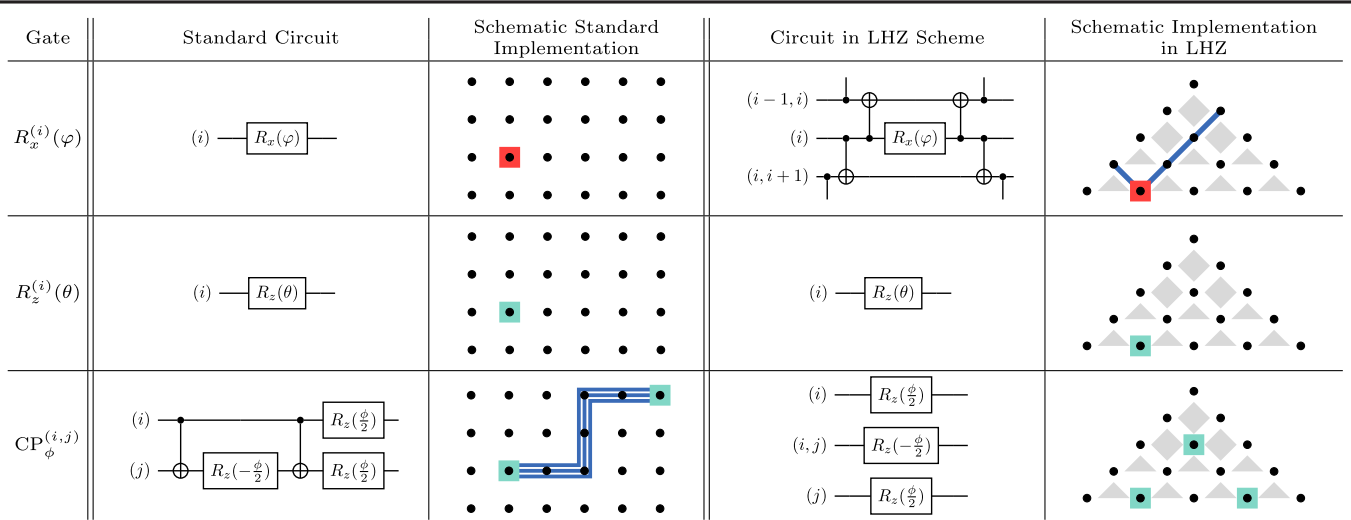 Gate Standard Circuit Schematic Standard Implementation Circuit in LHZ Scheme Schematic Implementation in LHZ
R_x^{(i)}(φ) (i) R_x(φ) (i−1, i) (i) R_x(φ) (i, i+1)
R_z^{(i)}(θ) (i) R_z(θ) (i) R_z(θ)
CP_ϕ^{(i,j)} (i) R_z(ϕ/2) (j) R_z(−ϕ/2) R_z(ϕ/2) (i) R_z(ϕ/2) (i, j) R_z(−ϕ/2) (j) R_z(ϕ/2)